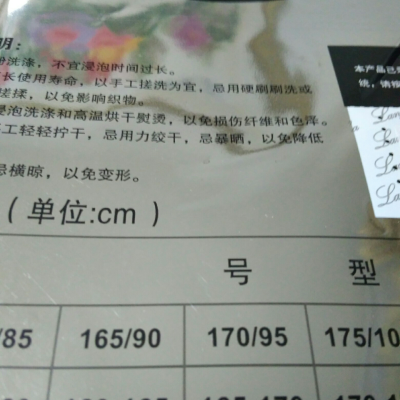 明：
粉洗涤，不宜浸泡时间过长。
长使用寿命，以手工搓洗为宜，忌用硬刷刷洗或
搓揉，以免影响织物。
浸泡洗涤和高温烘干熨烫，以免损伤纤维和色泽。
手工轻轻拧干，忌用力绞干，忌暴晒，以免降低
忌横晾，以免变形。
本产品已
能，请按
（单位:cm）
号 型
/85 165/90 170/95 175/10